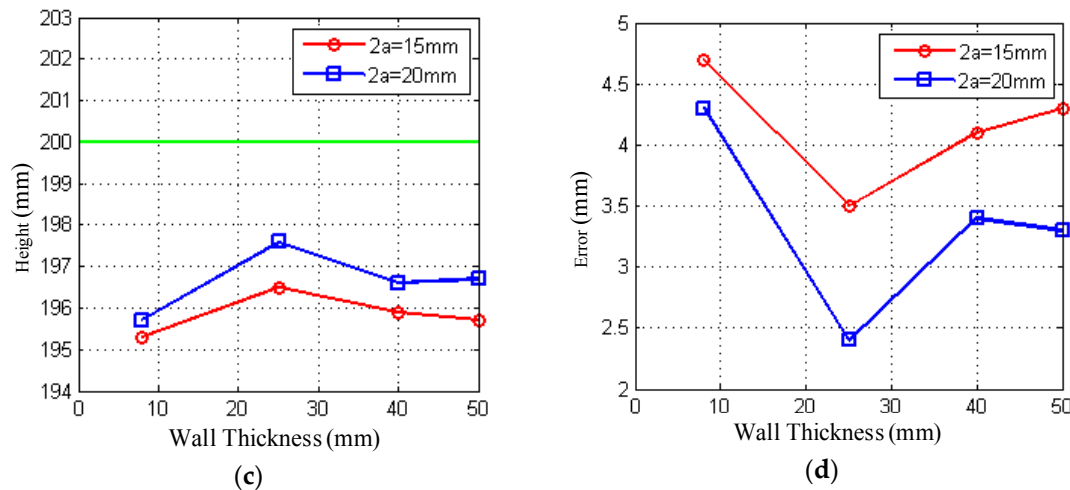 203
202
201
200
199
198
197
196
195
194
Height (mm)
2a=15mm
2a=20mm
0 10 20 30 40 50
Wall Thickness (mm)
(c)
5
4.5
4
3.5
3
2.5
2
Error (mm)
2a=15mm
2a=20mm
0 10 20 30 40 50
Wall Thickness (mm)
(d)